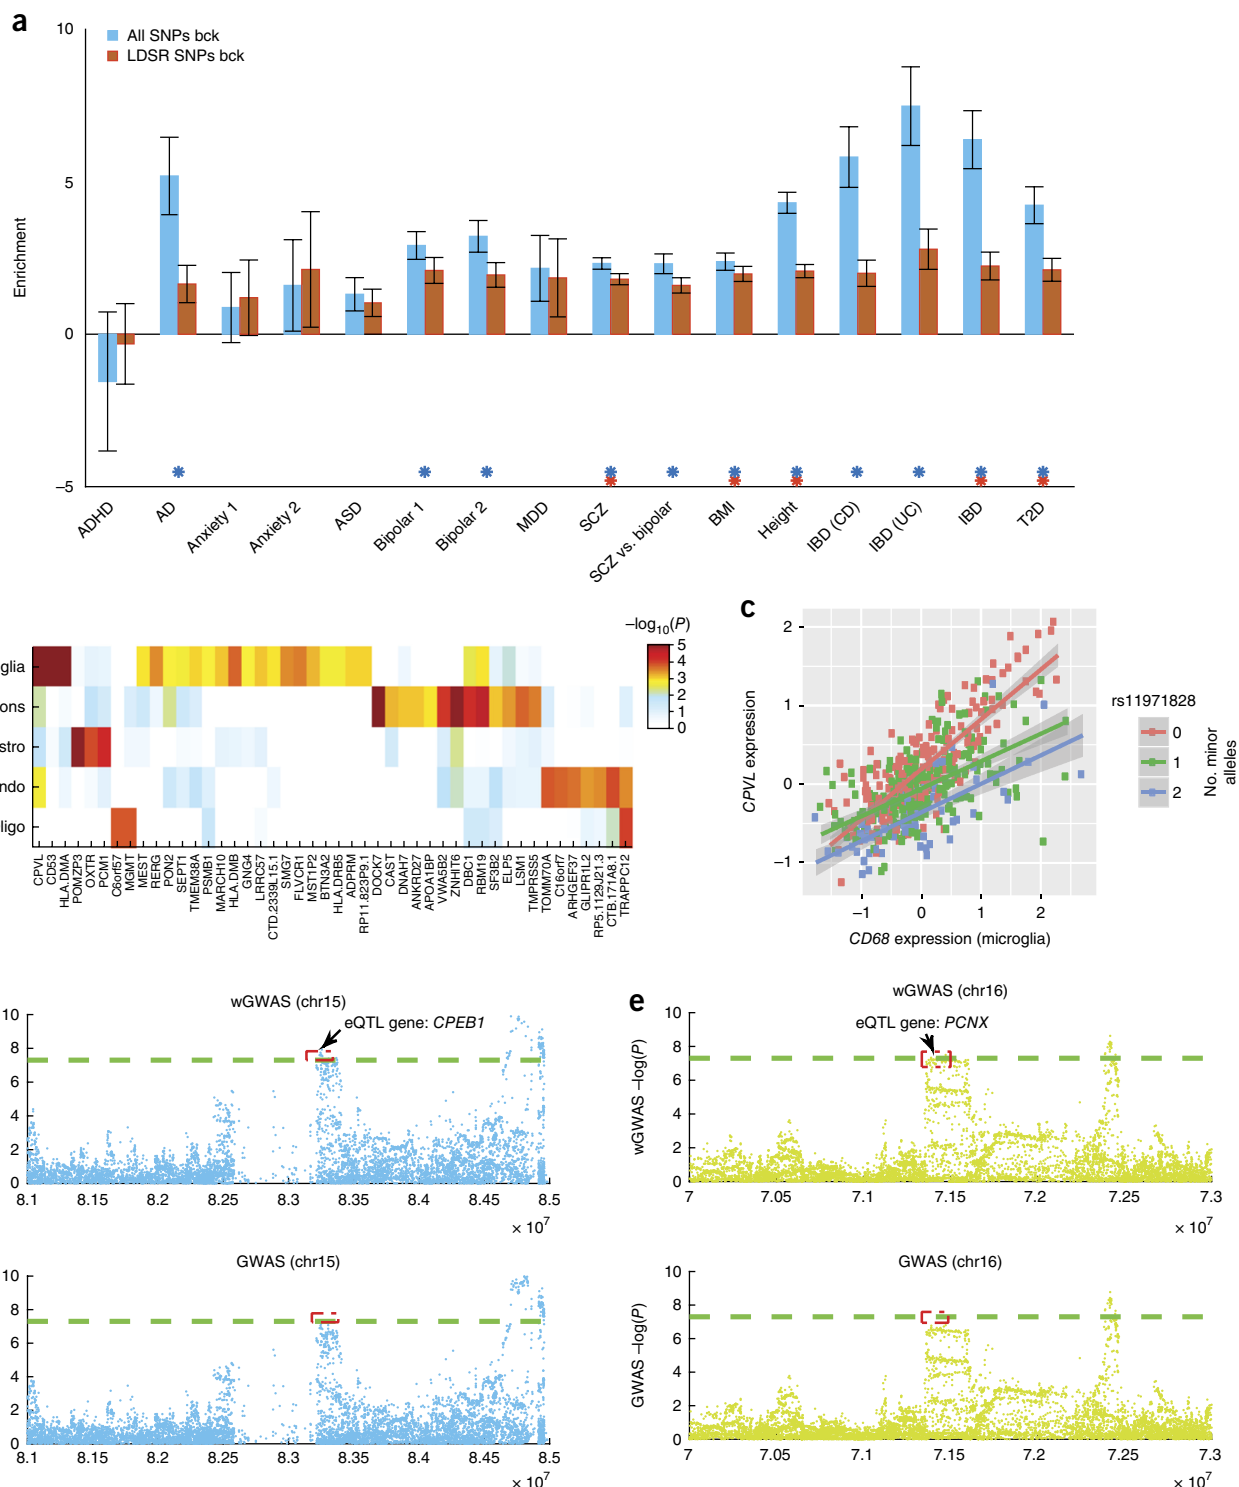 a
10
All SNPs bck
LDSR SNPs bck
5
Enrichment
0
–5
ADHD
AD
Anxiety 1
Anxiety 2
ASD
Bipolar 1
Bipolar 2
MDD
SCZ
SCZ vs. bipolar
BMI
Height
IBD (CD)
IBD (UC)
IBD
T2D
–log10(P)
5
4
3
2
1
0
glia
ons
stro
ndo
ligo
CPVL
CD53
HLA.DMA
POMZP3
OXTR
PCM1
C6orf57
MGMT
MEST
RERG
PON2
SEPT1
TMEM38A
PSMB1
MARCH10
HLA.DMB
GNG4
LRRC57
CTD.2339L15.1
SMG7
FLVCR1
MST1P2
BTN3A2
HLA.DRB5
ADPRM
RP11.823P9.1
DOCK7
CAST
DNAH7
ANKRD27
APOA1BP
VWA5B2
ZNHIT6
DBC1
RBM19
SF3B2
ELP5
LSM1
TMPRSS5
TOMM70A
C16orf7
ARHGEF37
GLIPR1L2
RP5.1129J21.3
CTB.171A8.1
TRAPPC12
c
2
1
0
–1
CPVL expression
–1 0 1 2
CD68 expression (microglia)
rs11971828
0
1
2
No. minor
alleles
wGWAS (chr15)
eQTL gene: CPEB1
10
8
6
4
2
0
8.1 8.15 8.2 8.25 8.3 8.35 8.4 8.45 8.5
× 10^7
GWAS (chr15)
10
8
6
4
2
0
8.1 8.15 8.2 8.25 8.3 8.35 8.4 8.45 8.5
× 10^7
e
wGWAS (chr16)
eQTL gene: PCNX
wGWAS –log(P)
10
8
6
4
2
0
7 7.05 7.1 7.15 7.2 7.25 7.3
× 10^7
GWAS (chr16)
GWAS –log(P)
10
8
6
4
2
0
7 7.05 7.1 7.15 7.2 7.25 7.3
× 10^7